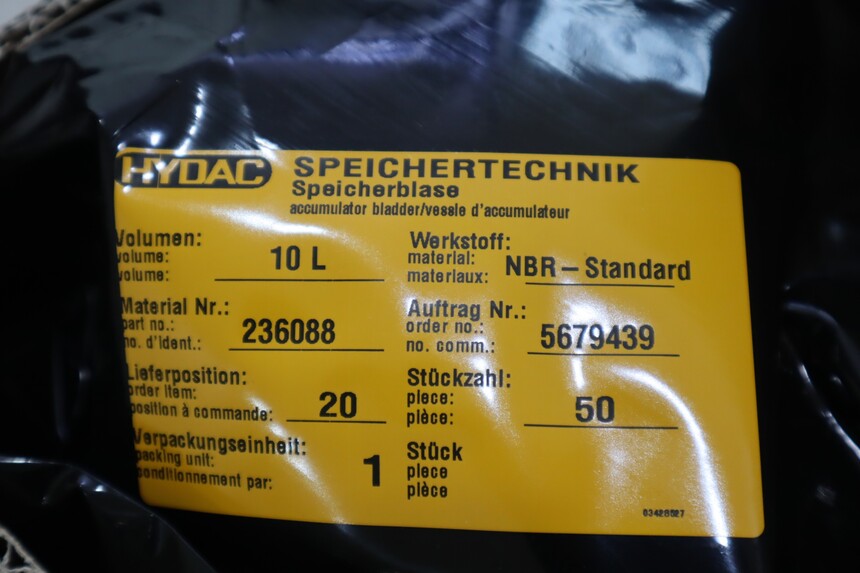 HYDAC SPEICHERTECHNIK
Speicherblase
accumulator bladder/vessie d'accumulateur
Volumen:
volume:
volume:
10 L
Werkstoff:
material:
materiaux:
NBR – Standard
Material Nr.:
part no.:
no. d'ident.:
236088
Auftrag Nr.:
order no.:
no. comm.:
5679439
Lieferposition:
order item:
position à commande:
20
Stückzahl:
piece:
pièce:
50
Verpackungseinheit:
packing unit:
conditionnement par:
1
Stück
piece
pièce